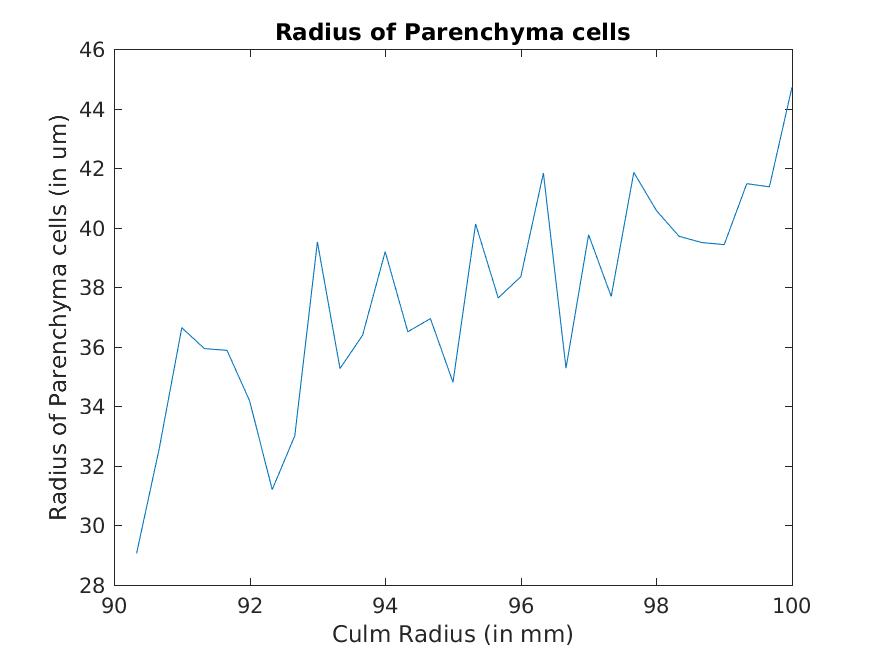 Radius of Parenchyma cells
46
44
42
40
38
36
34
32
30
28
Radius of Parenchyma cells (in um)
90 92 94 96 98 100
Culm Radius (in mm)